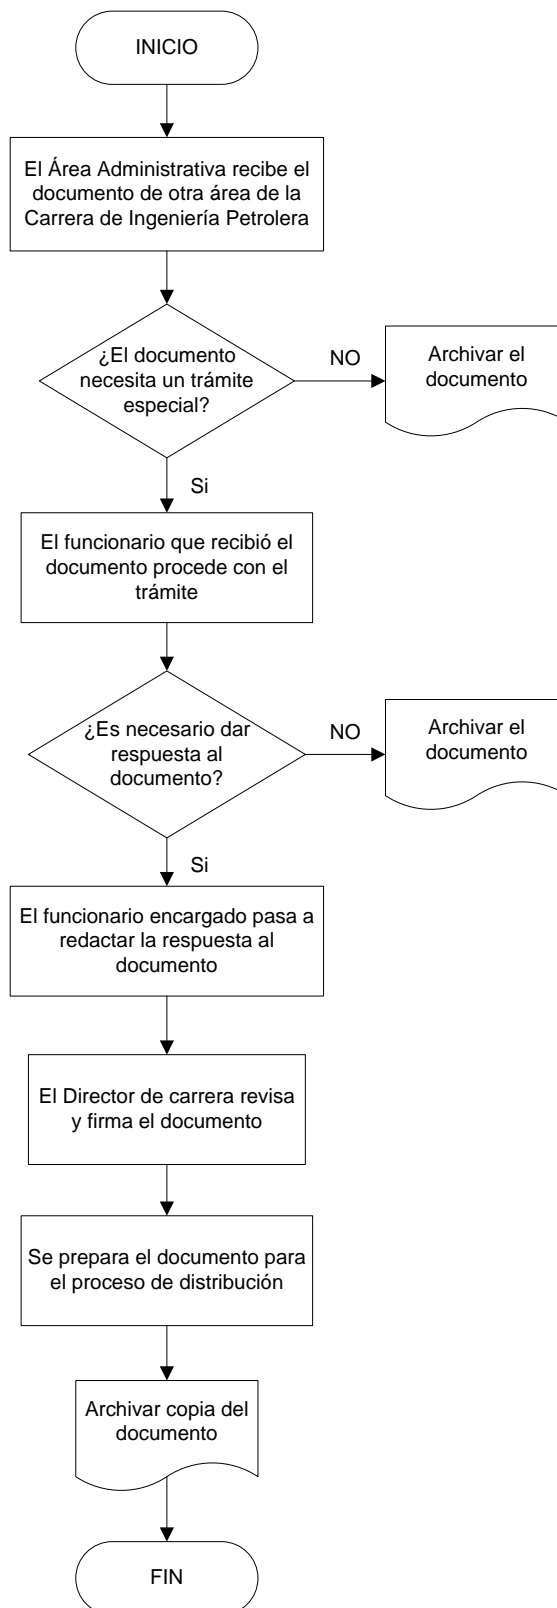 INICIO
El Área Administrativa recibe el
documento de otra área de la
Carrera de Ingeniería Petrolera
¿El documento
necesita un trámite
especial?
NO
Archivar el
documento
Si
El funcionario que recibió el
documento procede con el
trámite
¿Es necesario dar
respuesta al
documento?
NO
Archivar el
documento
Si
El funcionario encargado pasa a
redactar la respuesta al
documento
El Director de carrera revisa
y firma el documento
Se prepara el documento para
el proceso de distribución
Archivar copia del
documento
FIN